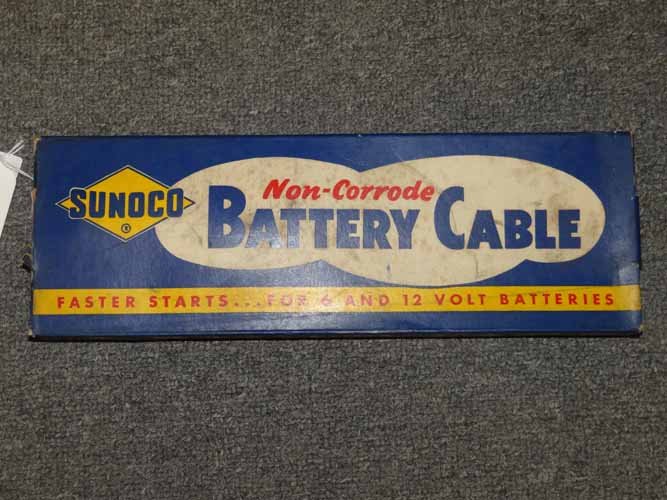 SUNOCO
®
Non-Corrode
BATTERY CABLE
FASTER STARTS...FOR 6 AND 12 VOLT BATTERIES